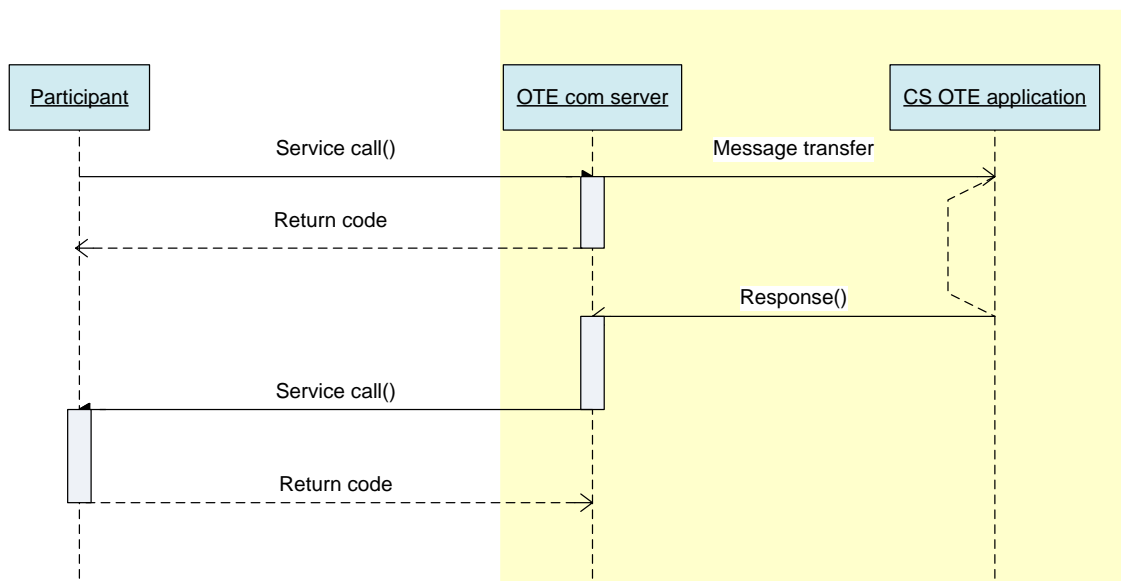 Participant
OTE com server
CS OTE application
Service call()
Message transfer
Return code
Response()
Service call()
Return code